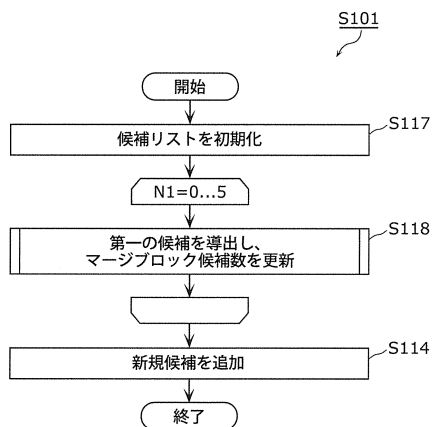 S101
開始
S117
候補リストを初期化
N1=0...5
S118
第一の候補を導出し、
マージブロック候補数を更新
S114
新規候補を追加
終了